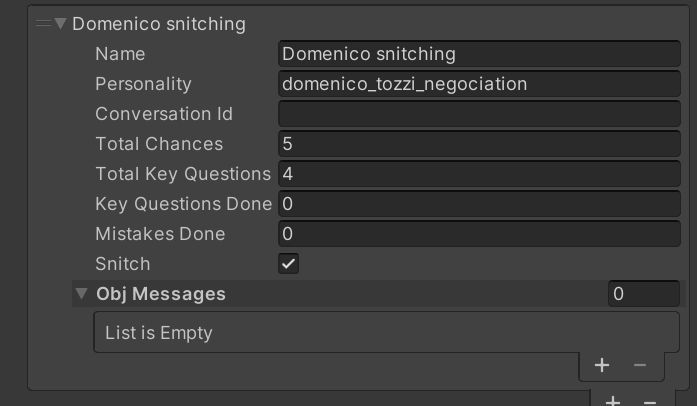 Domenico snitching
Name Domenico snitching
Personality domenico_tozzi_negociation
Conversation Id
Total Chances 5
Total Key Questions 4
Key Questions Done 0
Mistakes Done 0
Snitch
Obj Messages 0
List is Empty
+ −
+ −